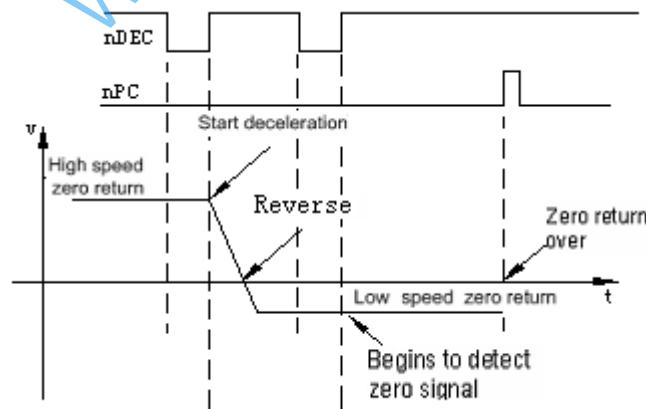 nDEC
nPC
Start deceleration
v
High speed
zero return
Reverse
Zero return
over
Low speed zero return
t
Begins to detect
zero signal